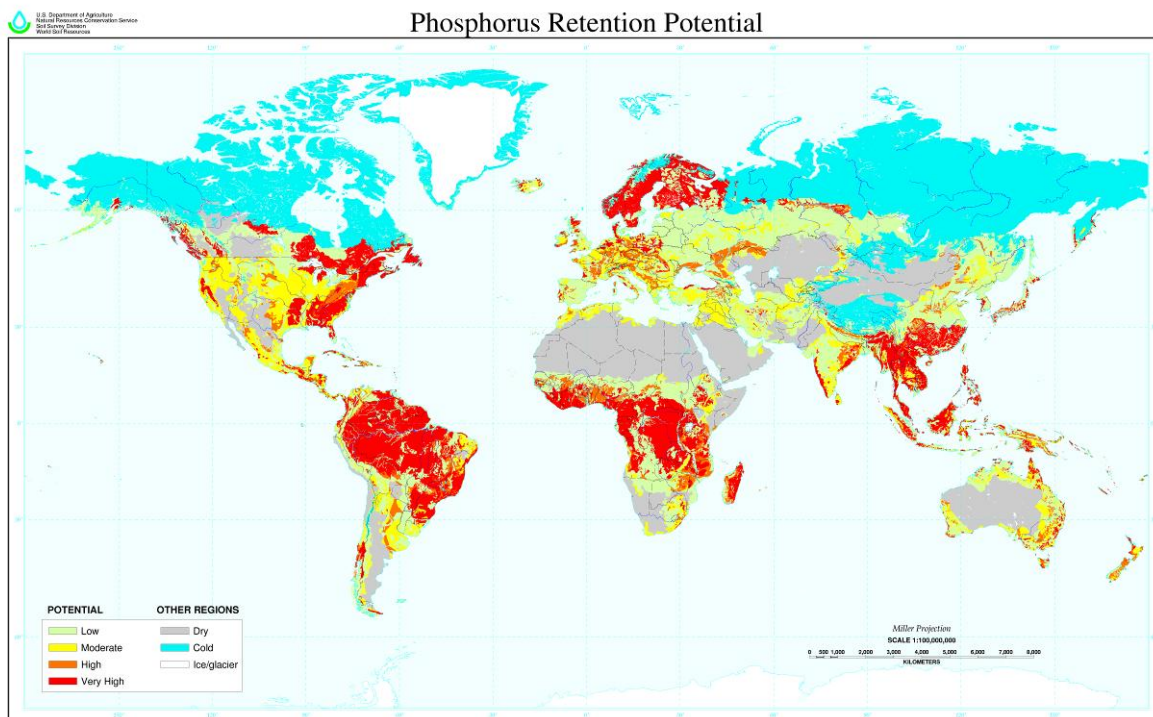 U.S. Department of Agriculture
Natural Resources Conservation Service
Soil Survey Division
World Soil Resources
Phosphorus Retention Potential
POTENTIAL
Low
Moderate
High
Very High
OTHER REGIONS
Dry
Cold
Ice/glacier
Miller Projection
SCALE 1:100,000,000
0 500 1,000 2,000 3,000 4,000 5,000 6,000 7,000 8,000
KILOMETERS